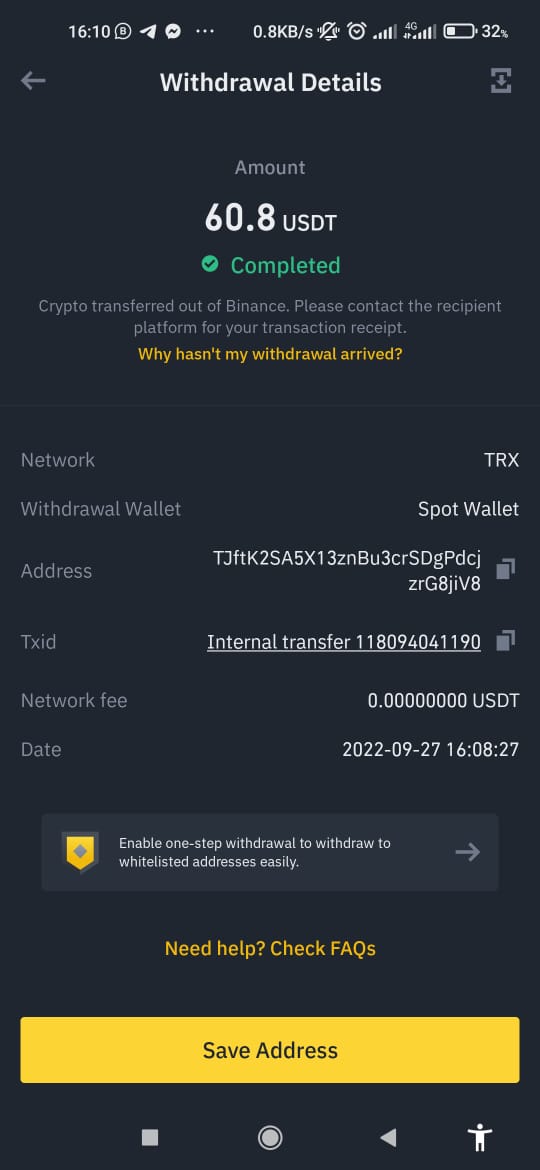 16:10 0.8KB/s 4G 32%
Withdrawal Details
Amount
60.8 USDT
Completed
Crypto transferred out of Binance. Please contact the recipient
platform for your transaction receipt.
Why hasn't my withdrawal arrived?
Network TRX
Withdrawal Wallet Spot Wallet
Address TJftK2SA5X13znBu3crSDgPdcj
zrG8jiV8
Txid Internal transfer 118094041190
Network fee 0.00000000 USDT
Date 2022-09-27 16:08:27
Enable one-step withdrawal to withdraw to
whitelisted addresses easily.
Need help? Check FAQs
Save Address